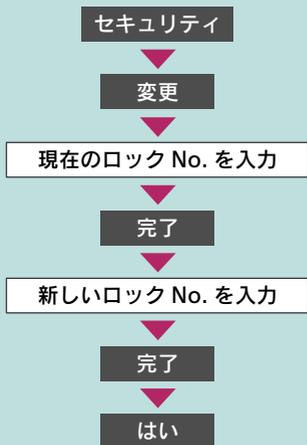 セキュリティ
変更
現在のロック No. を入力
完了
新しいロック No. を入力
完了
はい